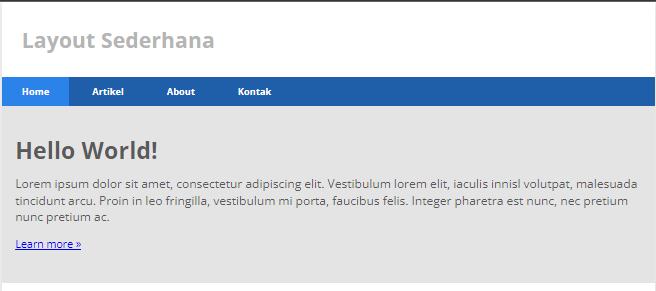 Layout Sederhana
Home Artikel About Kontak
Hello World!
Lorem ipsum dolor sit amet, consectetur adipiscing elit. Vestibulum lorem elit, iaculis innisl volutpat, malesuada
tincidunt arcu. Proin in leo fringilla, vestibulum mi porta, faucibus felis. Integer pharetra est nunc, nec pretium
nunc pretium ac.
Learn more »